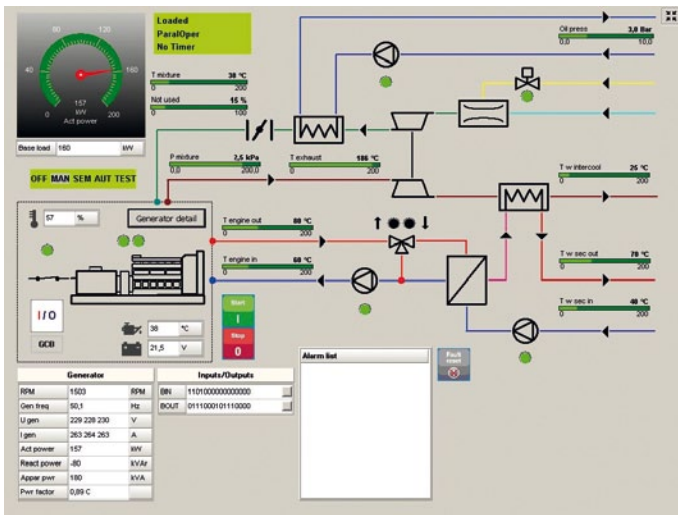 Loaded
ParalOper
No Timer
80 120
40 160
0 157 200
kW
Act power
Base load 160 kW
OFF MAN SEM AUT TEST
T mixture 38 °C
0 200
Not used 15 %
0 100
P mixture 2,5 kPa
0,0 200,0
T exhaust 186 °C
0 200
Oil press 3,8 Bar
0,0 10,0
T w intercool 25 °C
0 200
57 %
Generator detail
T engine out 80 °C
0 200
T engine in 60 °C
0 200
T w sec out 70 °C
0 200
T w sec in 40 °C
0 200
I / O
GCB
38 °C
21,5 V
Start
I
Stop
0
Alarm list
Fault reset
Generator
RPM 1503 RPM
Gen freq 50,1 Hz
U gen 229 228 230 V
I gen 263 264 263 A
Act power 157 kW
React power -80 kVAr
Appar pwr 180 kVA
Pwr factor 0,89 C
Inputs/Outputs
BIN 1101000000000000
BOUT 0111000101110000